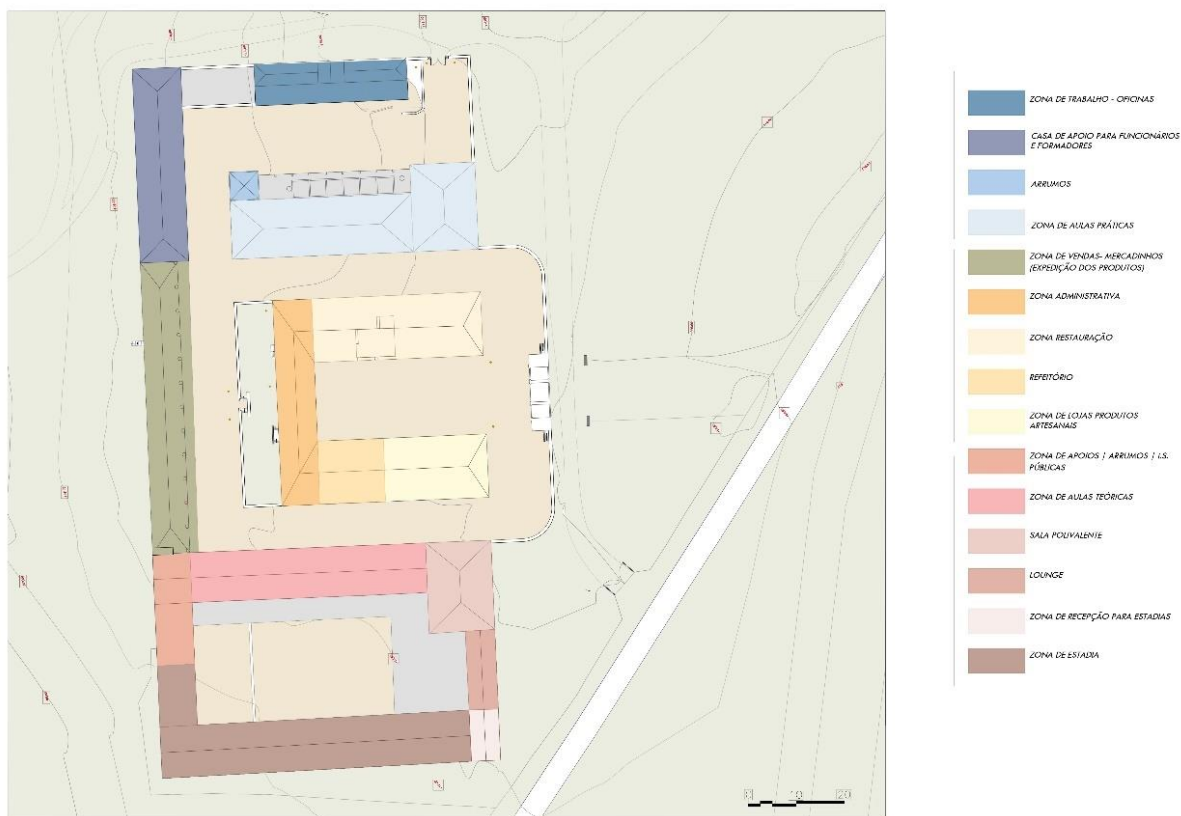 ZONA DE TRABALHO - OFICINAS
CASA DE APOIO PARA FUNCIONÁRIOS
E FORMADORES
ARRUMOS
ZONA DE AULAS PRÁTICAS
ZONA DE VENDAS- MERCADINHOS
(EXPEDIÇÃO DOS PRODUTOS)
ZONA ADMINISTRATIVA
ZONA RESTAURAÇÃO
REFEITÓRIO
ZONA DE LOJAS PRODUTOS
ARTESANAIS
ZONA DE APOIOS | ARRUMOS | I.S.
PÚBLICAS
ZONA DE AULAS TEÓRICAS
SALA POLIVALENTE
LOUNGE
ZONA DE RECEPÇÃO PARA ESTADIAS
ZONA DE ESTADIA
0 10 20